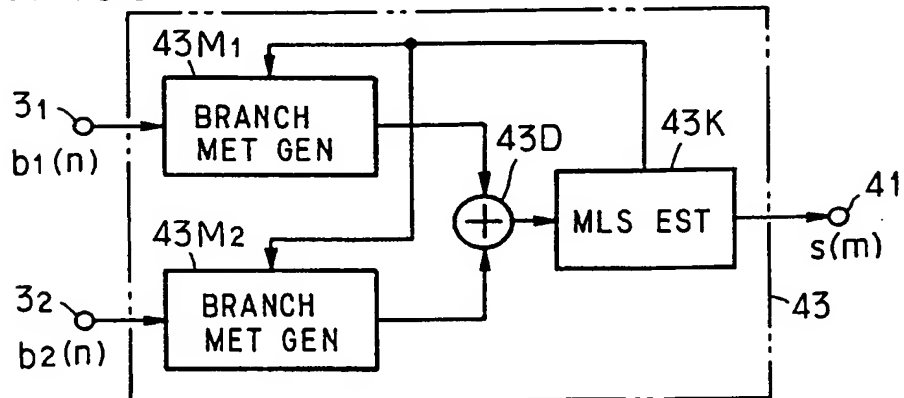 43M1
31
b1(n)
BRANCH
MET GEN
43D
43K
MLS EST
41
s(m)
43M2
32
b2(n)
BRANCH
MET GEN
43